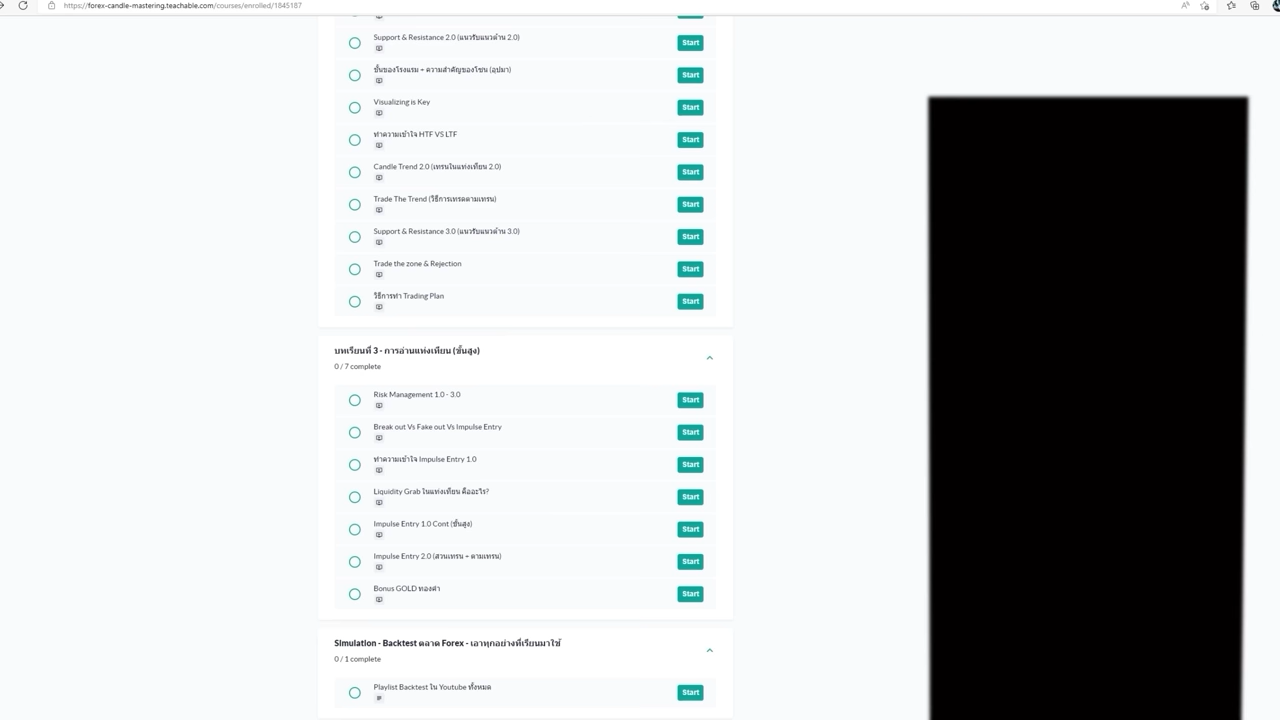 https://forex-candle-mastering.teachable.com/courses/enrolled/1845187
Support & Resistance 2.0 (แนวรับแนวต้าน 2.0)
Start
ชั้นของโรงแรม + ความสำคัญของโซน (อุปมา)
Start
Visualizing is Key
Start
ทำความเข้าใจ HTF VS LTF
Start
Candle Trend 2.0 (เทรนในแท่งเทียน 2.0)
Start
Trade The Trend (วิธีการเทรดตามเทรน)
Start
Support & Resistance 3.0 (แนวรับแนวต้าน 3.0)
Start
Trade the zone & Rejection
Start
วิธีการทำ Trading Plan
Start
บทเรียนที่ 3 - การอ่านแท่งเทียน (ขั้นสูง)
0 / 7 complete
Risk Management 1.0 - 3.0
Start
Break out Vs Fake out Vs Impulse Entry
Start
ทำความเข้าใจ Impulse Entry 1.0
Start
Liquidity Grab ในแท่งเทียน คืออะไร?
Start
Impulse Entry 1.0 Cont (ขั้นสูง)
Start
Impulse Entry 2.0 (สวนเทรน + ตามเทรน)
Start
Bonus GOLD ทองคำ
Start
Simulation - Backtest ตลาด Forex - เอาทุกอย่างที่เรียนมาใช้
0 / 1 complete
Playlist Backtest ใน Youtube ทั้งหมด
Start